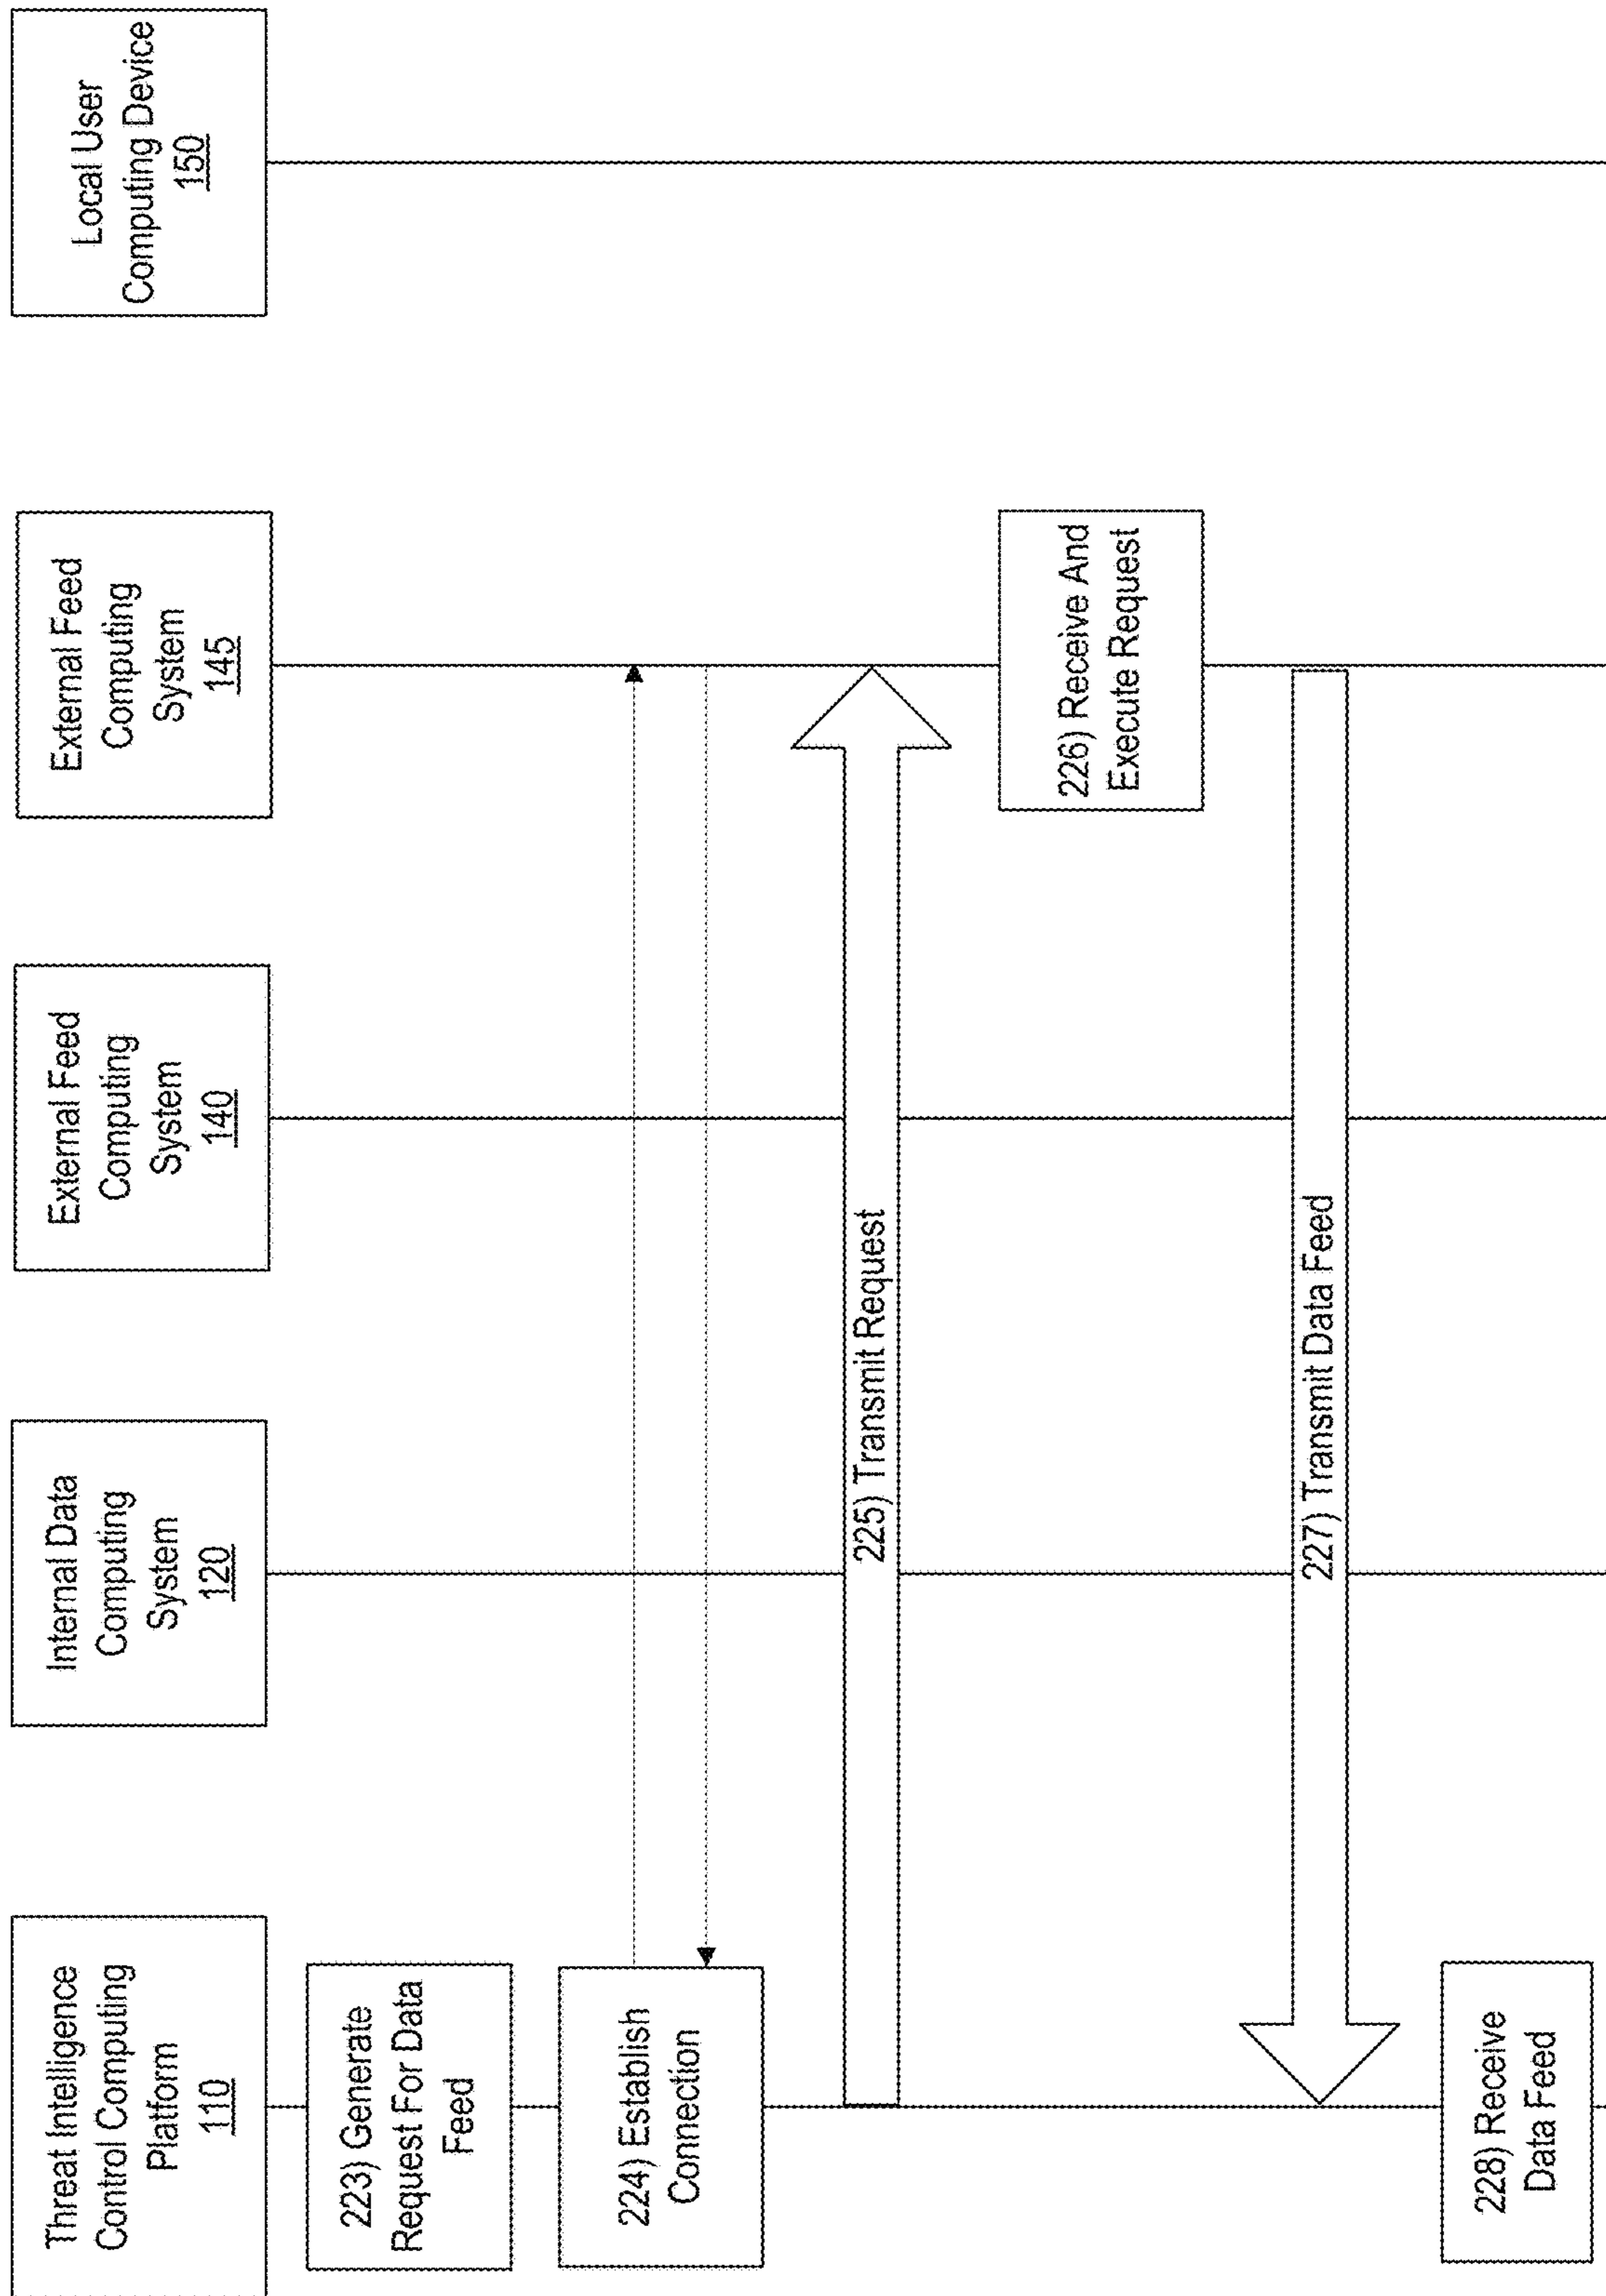 Threat Intelligence
Control Computing
Platform
110
Internal Data
Computing
System
120
External Feed
Computing
System
140
External Feed
Computing
System
145
Local User
Computing Device
150
223) Generate
Request For Data
Feed
224) Establish
Connection
225) Transmit Request
226) Receive And
Execute Request
227) Transmit Data Feed
228) Receive
Data Feed